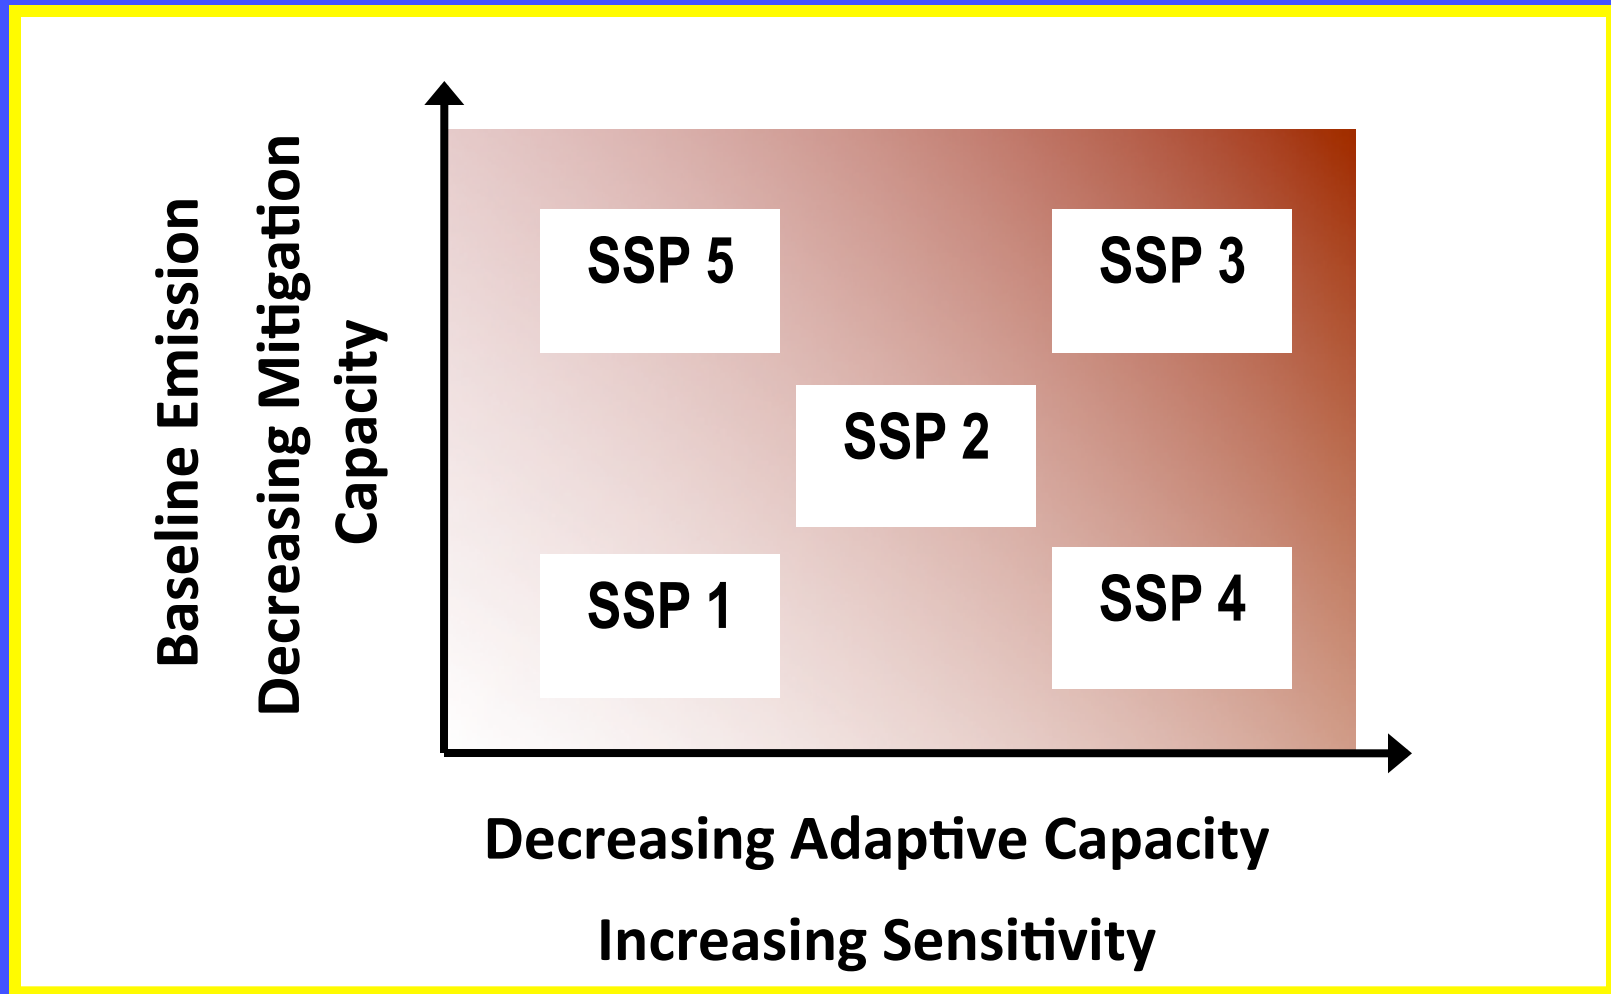 Baseline Emission
Decreasing Mitigation
Capacity
SSP 5
SSP 3
SSP 2
SSP 1
SSP 4
Decreasing Adaptive Capacity
Increasing Sensitivity